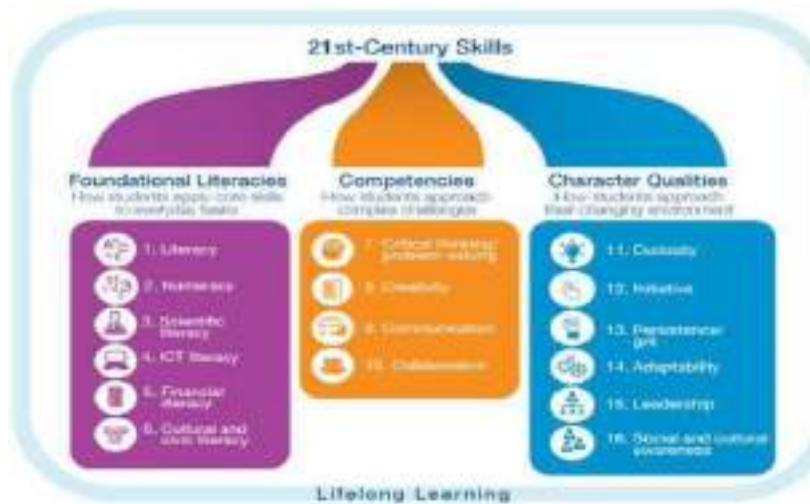 21st-Century Skills
Foundational Literacies
How students apply core skills
to everyday tasks
1. Literacy
2. Numeracy
3. Scientific
literacy
4. ICT literacy
5. Financial
literacy
6. Cultural and
civic literacy
Competencies
How students approach
complex challenges
7. Critical thinking/
problem-solving
8. Creativity
9. Communication
10. Collaboration
Character Qualities
How students approach
their changing environment
11. Curiosity
12. Initiative
13. Persistence/
grit
14. Adaptability
15. Leadership
16. Social and cultural
awareness
Lifelong Learning